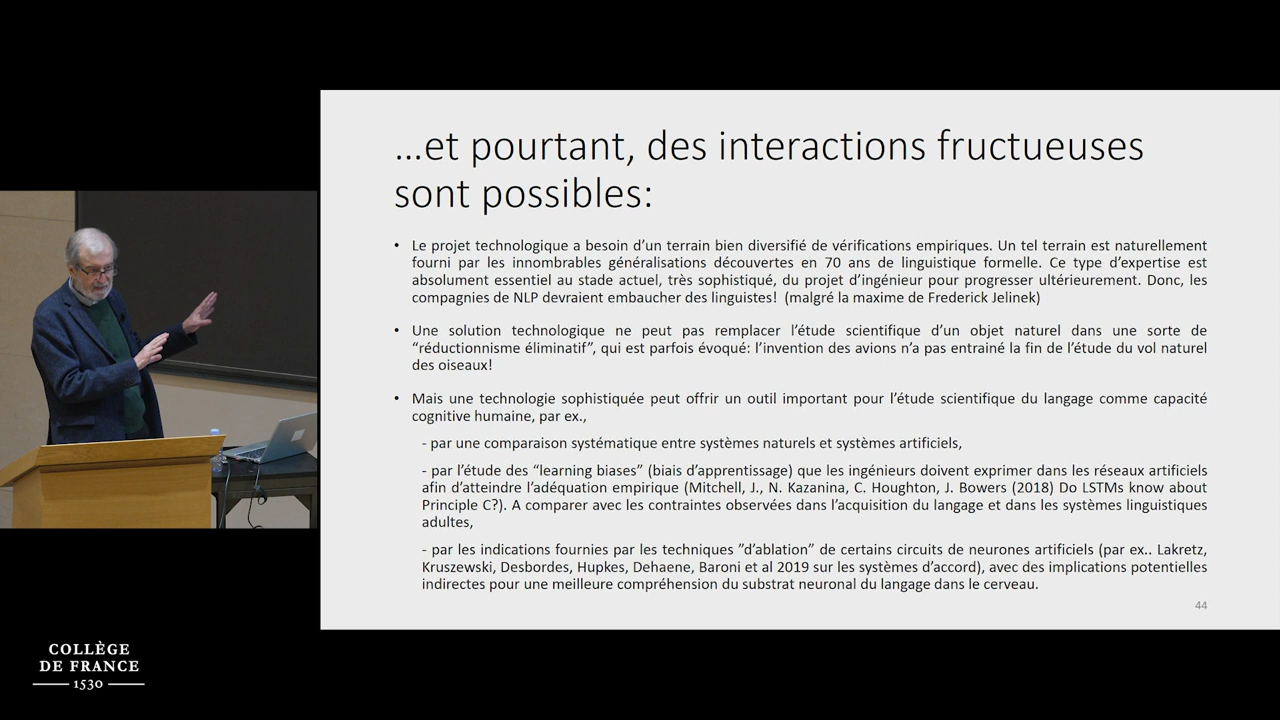 ...et pourtant, des interactions fructueuses
sont possibles:
• Le projet technologique a besoin d’un terrain bien diversifié de vérifications empiriques. Un tel terrain est naturellement
fourni par les innombrables généralisations découvertes en 70 ans de linguistique formelle. Ce type d’expertise est
absolument essentiel au stade actuel, très sophistiqué, du projet d’ingénieur pour progresser ultérieurement. Donc, les
compagnies de NLP devraient embaucher des linguistes! (malgré la maxime de Frederick Jelinek)
• Une solution technologique ne peut pas remplacer l’étude scientifique d’un objet naturel dans une sorte de
“réductionnisme éliminatif”, qui est parfois évoqué: l’invention des avions n’a pas entrainé la fin de l’étude du vol naturel
des oiseaux!
• Mais une technologie sophistiquée peut offrir un outil important pour l’étude scientifique du langage comme capacité
cognitive humaine, par ex.,
- par une comparaison systématique entre systèmes naturels et systèmes artificiels,
- par l’étude des “learning biases” (biais d’apprentissage) que les ingénieurs doivent exprimer dans les réseaux artificiels
afin d’atteindre l’adéquation empirique (Mitchell, J., N. Kazanina, C. Houghton, J. Bowers (2018) Do LSTMs know about
Principle C?). A comparer avec les contraintes observées dans l’acquisition du langage et dans les systèmes linguistiques
adultes,
- par les indications fournies par les techniques ”d’ablation” de certains circuits de neurones artificiels (par ex.. Lakretz,
Kruszewski, Desbordes, Hupkes, Dehaene, Baroni et al 2019 sur les systèmes d’accord), avec des implications potentielles
indirectes pour une meilleure compréhension du substrat neuronal du langage dans le cerveau.
44
COLLÈGE
DE FRANCE
1530